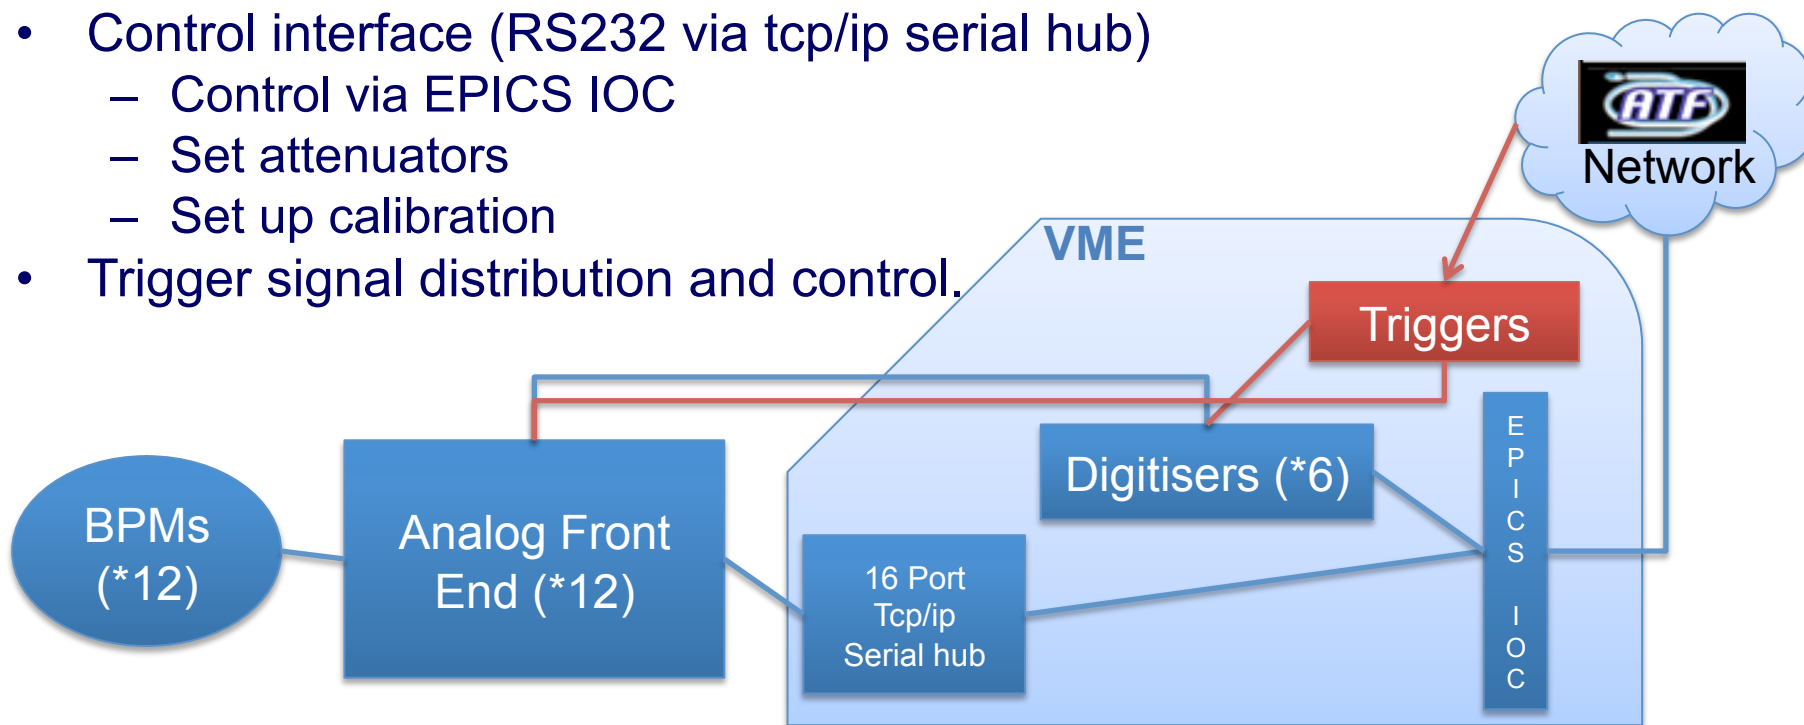 • Control interface (RS232 via tcp/ip serial hub)
– Control via EPICS IOC
– Set attenuators
– Set up calibration
• Trigger signal distribution and control.
ATF
Network
VME
Triggers
Digitisers (*6)
EPICS IOC
BPMs
(*12)
Analog Front
End (*12)
16 Port
Tcp/ip
Serial hub